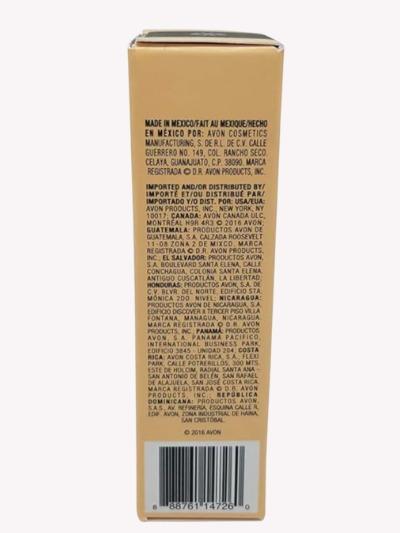 MADE IN MEXICO/FAIT AU MEXIQUE/HECHO
EN MÉXICO POR: AVON COSMETICS
MANUFACTURING, S. DE R.L. DE C.V. CALLE
GUERRERO NO. 149, COL. RANCHO SECO.
CELAYA, GUANAJUATO, C.P. 38090. MARCA
REGISTRADA © D.R. AVON PRODUCTS, INC.
IMPORTED AND/OR DISTRIBUTED BY/
IMPORTÉ ET/OU DISTRIBUÉ PAR/
IMPORTADO Y/O DIST. POR: USA/EUA:
AVON PRODUCTS, INC., NEW YORK, NY
10017; CANADA: AVON CANADA ULC,
MONTREAL H9R 4R3 © 2016 AVON;
GUATEMALA: PRODUCTOS AVON DE
GUATEMALA, S.A. CALZADA ROOSEVELT
11-08 ZONA 2 DE MIXCO. MARCA
REGISTRADA © D.R. AVON PRODUCTS,
INC.; EL SALVADOR: PRODUCTOS AVON,
S.A. BOULEVARD SANTA ELENA, CALLE
CONCHAGUA, COLONIA SANTA ELENA,
ANTIGUO CUSCATLÁN, LA LIBERTAD;
HONDURAS: PRODUCTOS AVON, S.A. DE
C.V. BLVR. DEL NORTE, EDIFICIO STA.
MÓNICA 2DO. NIVEL; NICARAGUA:
PRODUCTOS AVON DE NICARAGUA, S.A.
EDIFICIO DISCOVER II TERCER PISO VILLA
FONTANA, MANAGUA, NICARAGUA.
MARCA REGISTRADA © D.R. AVON
PRODUCTS, INC.; PANAMÁ: PRODUCTOS
AVON, S.A. PANAMÁ PACÍFICO,
INTERNATIONAL BUSINESS PARK,
EDIFICIO 3845 - UNIDAD 204; COSTA
RICA: AVON COSTA RICA, S.A., FLEXI
PARK, CALLE POTRERILLOS, 300 MTS.
ESTE DE HOLCIM, RADIAL SANTA ANA-
SAN ANTONIO DE BELÉN, SAN RAFAEL
DE ALAJUELA, SAN JOSÉ COSTA RICA.
MARCA REGISTRADA © D.R. AVON
PRODUCTS, INC.; REPÚBLICA
DOMINICANA: PRODUCTOS AVON,
S.A.S., AV. REFINERÍA, ESQUINA CALLE R,
EDIF. AVON, ZONA INDUSTRIAL DE HAINA,
SAN CRISTÓBAL.
© 2016 AVON
8 88761 14726 0